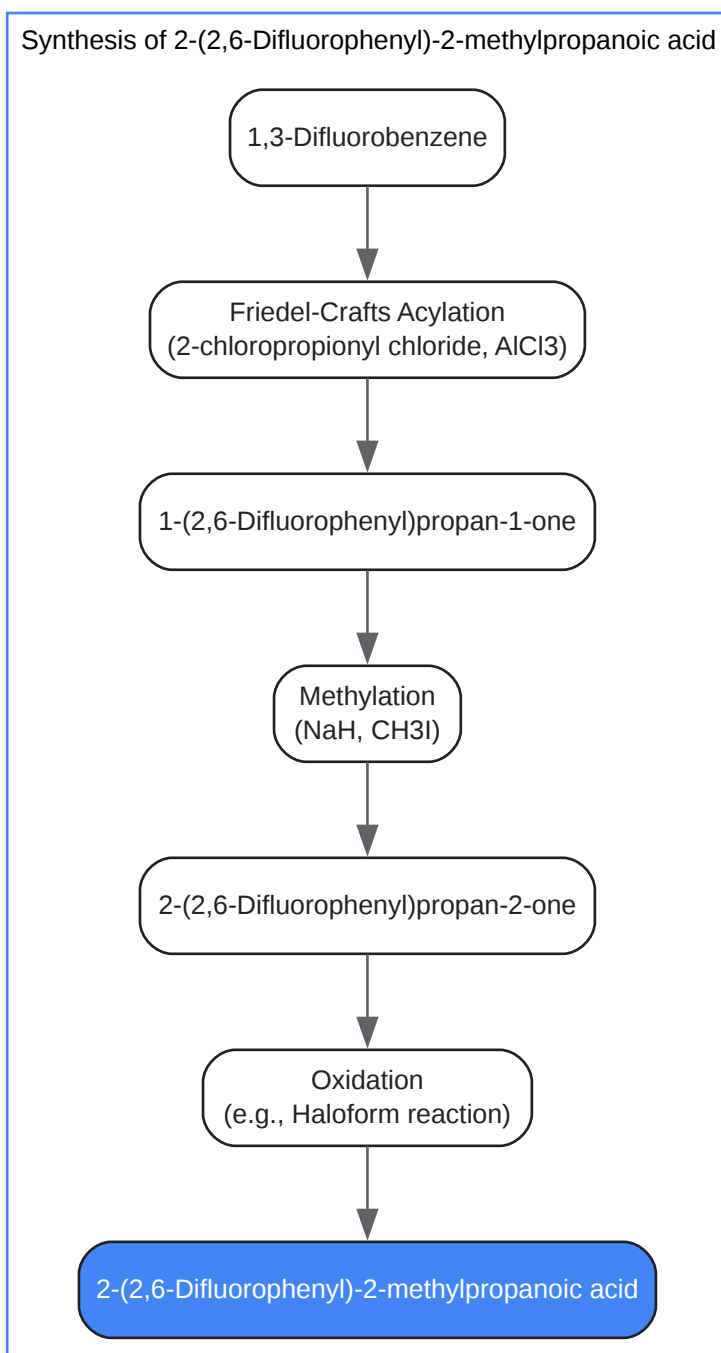 Synthesis of 2-(2,6-Difluorophenyl)-2-methylpropanoic acid
1,3-Difluorobenzene
Friedel-Crafts Acylation
(2-chloropropionyl chloride, AlCl3)
1-(2,6-Difluorophenyl)propan-1-one
Methylation
(NaH, CH3I)
2-(2,6-Difluorophenyl)propan-2-one
Oxidation
(e.g., Haloform reaction)
2-(2,6-Difluorophenyl)-2-methylpropanoic acid